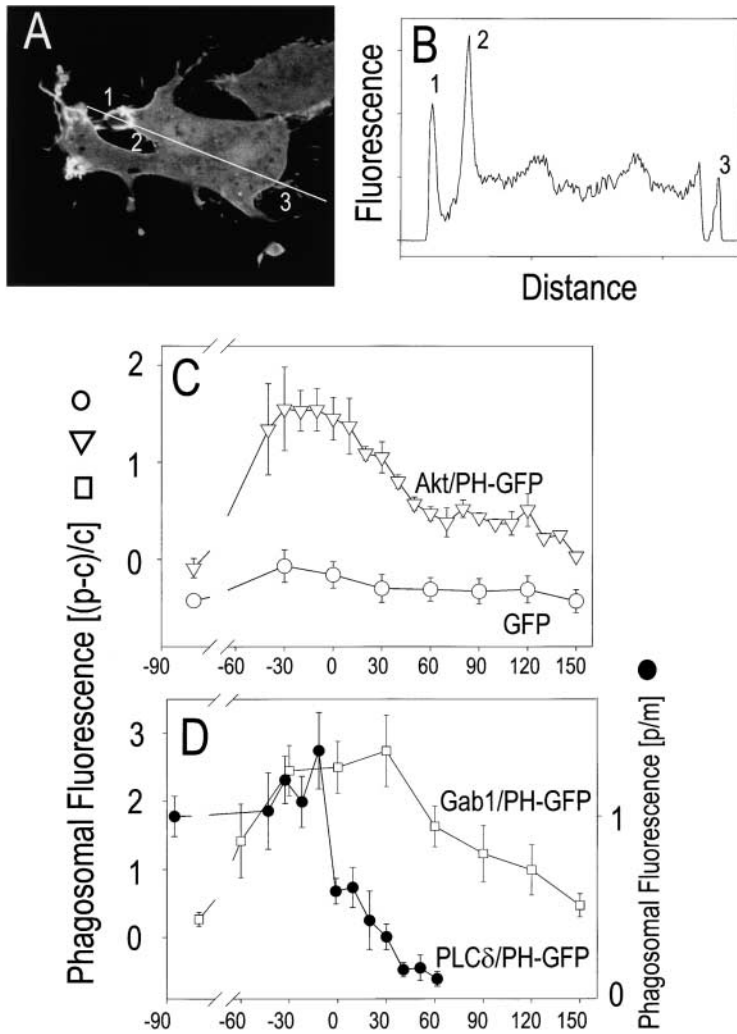 A
1
2
3
B
1
2
3
Fluorescence
Distance
C
2
1
0
Akt/PH-GFP
GFP
-90 -60 -30 0 30 60 90 120 150
Phagosomal Fluorescence [(p-c)/c]
D
3
2
1
0
Gab1/PH-GFP
PLCδ/PH-GFP
1
0
Phagosomal Fluorescence [p/m]
-90 -60 -30 0 30 60 90 120 150